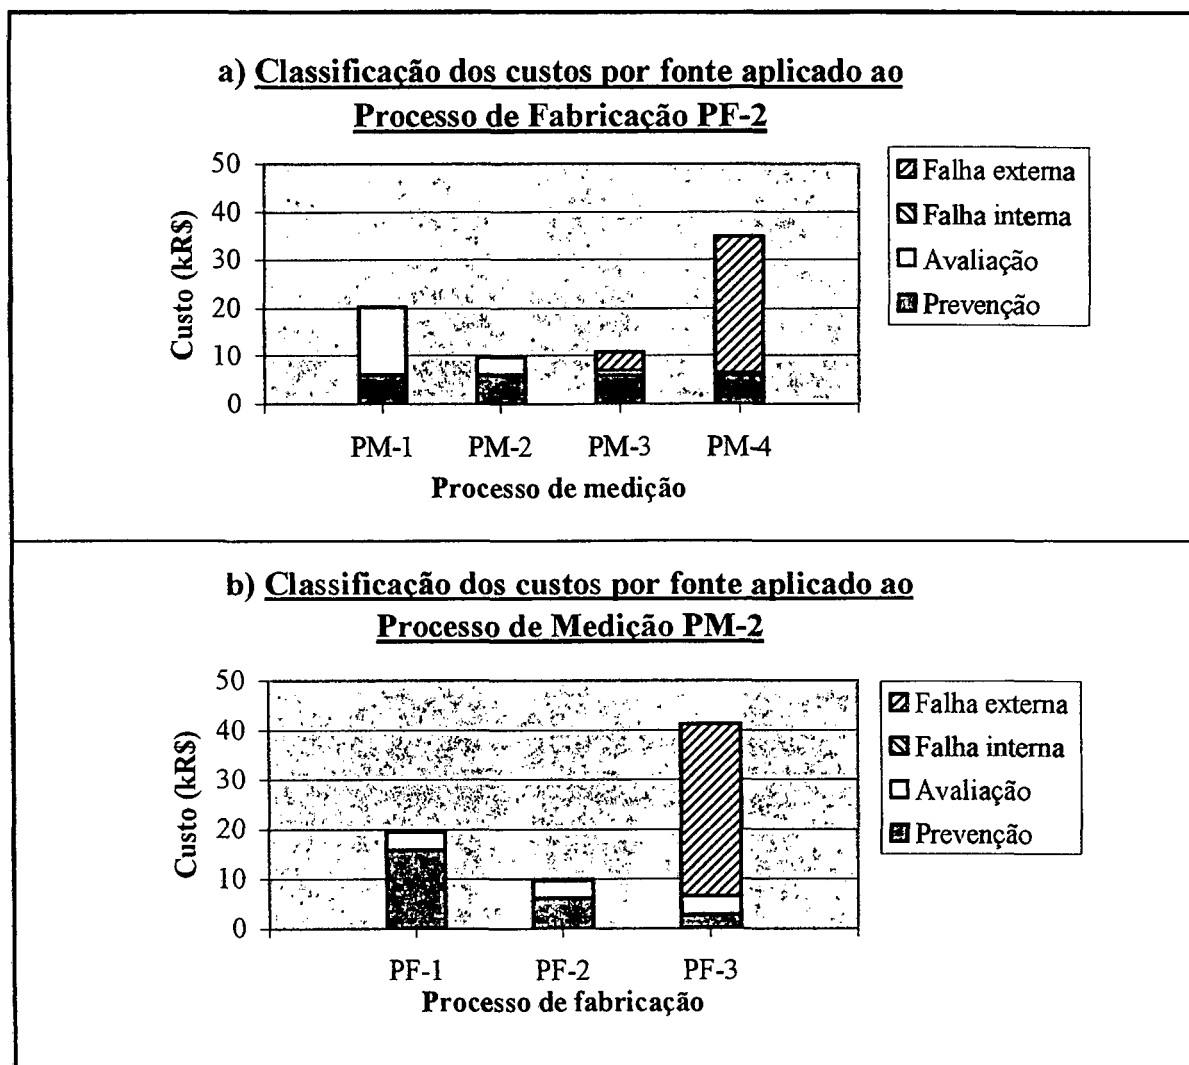 a) Classificação dos custos por fonte aplicado ao
Processo de Fabricação PF-2
50
40
30
20
10
0
Custo (kR$)
PM-1 PM-2 PM-3 PM-4
Processo de medição
Falha externa
Falha interna
Avaliação
Prevenção
b) Classificação dos custos por fonte aplicado ao
Processo de Medição PM-2
50
40
30
20
10
0
Custo (kR$)
PF-1 PF-2 PF-3
Processo de fabricação
Falha externa
Falha interna
Avaliação
Prevenção